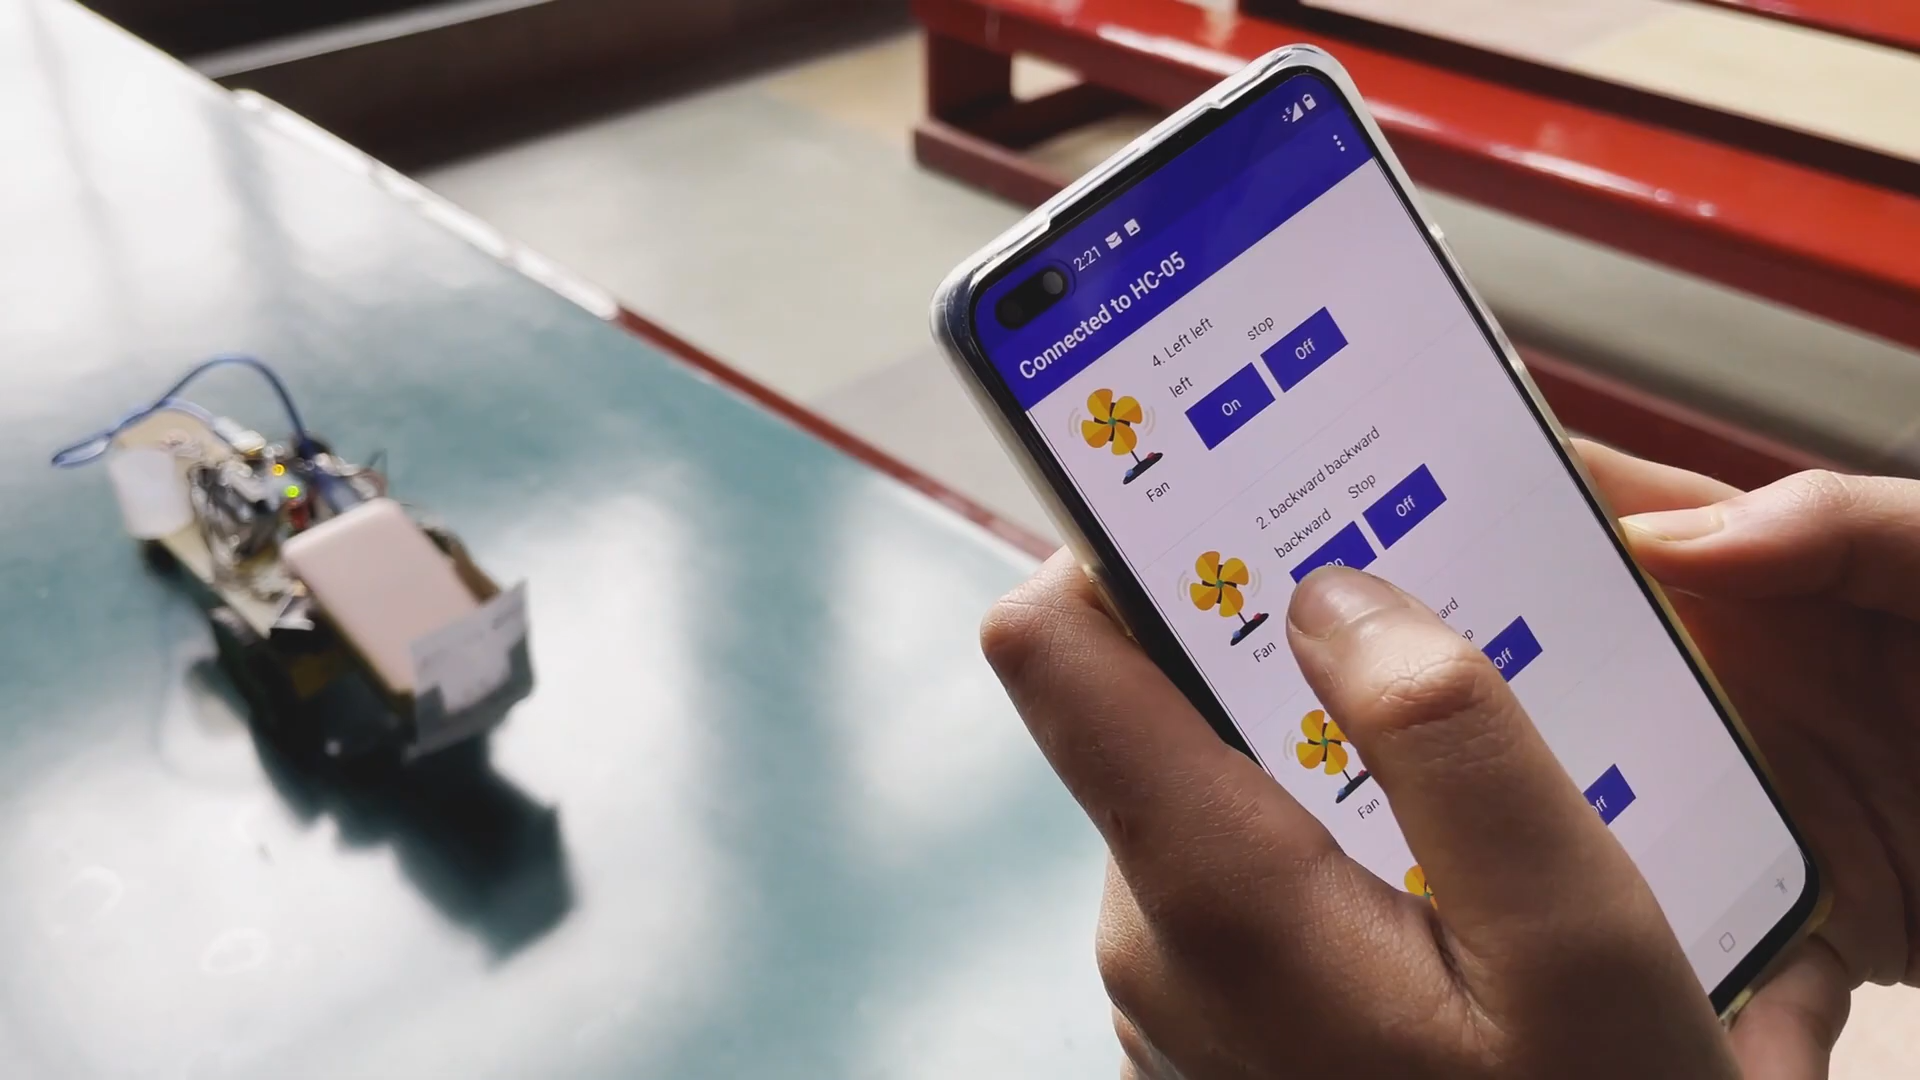 2:21
Connected to HC-05
4. Left left
left stop
On Off
Fan
2. backward backward
backward Stop
On Off
Fan
Off
Fan